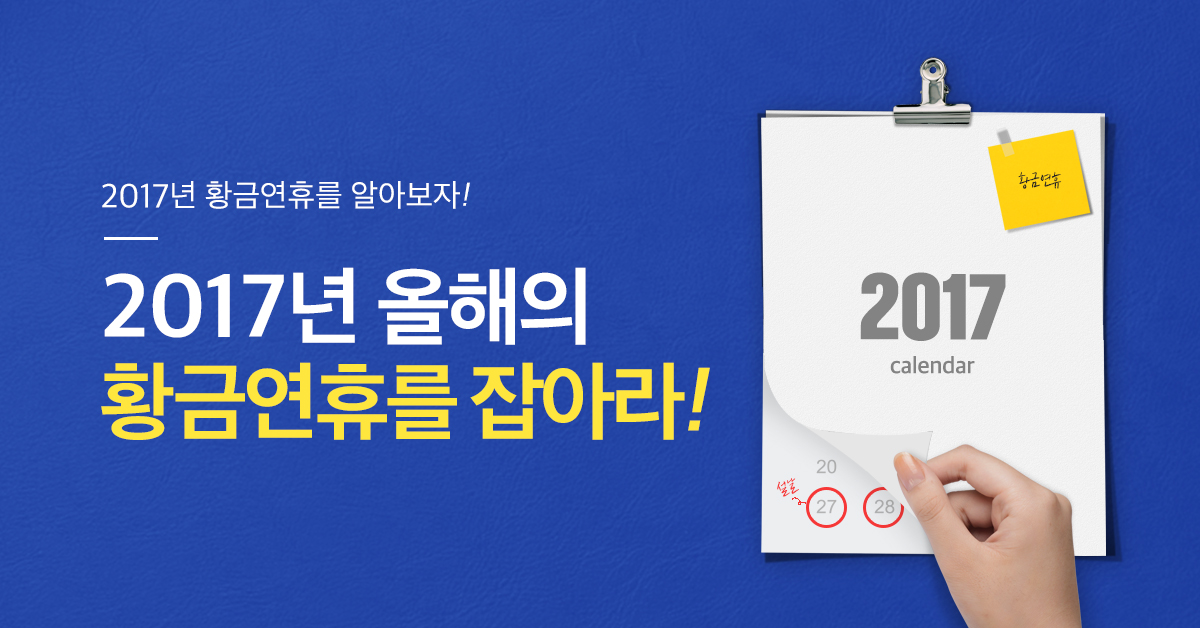 2017년 황금연휴를 알아보자!
2017년 올해의
황금연휴를 잡아라!
황금연휴
2017
calendar
20
설날
27
28